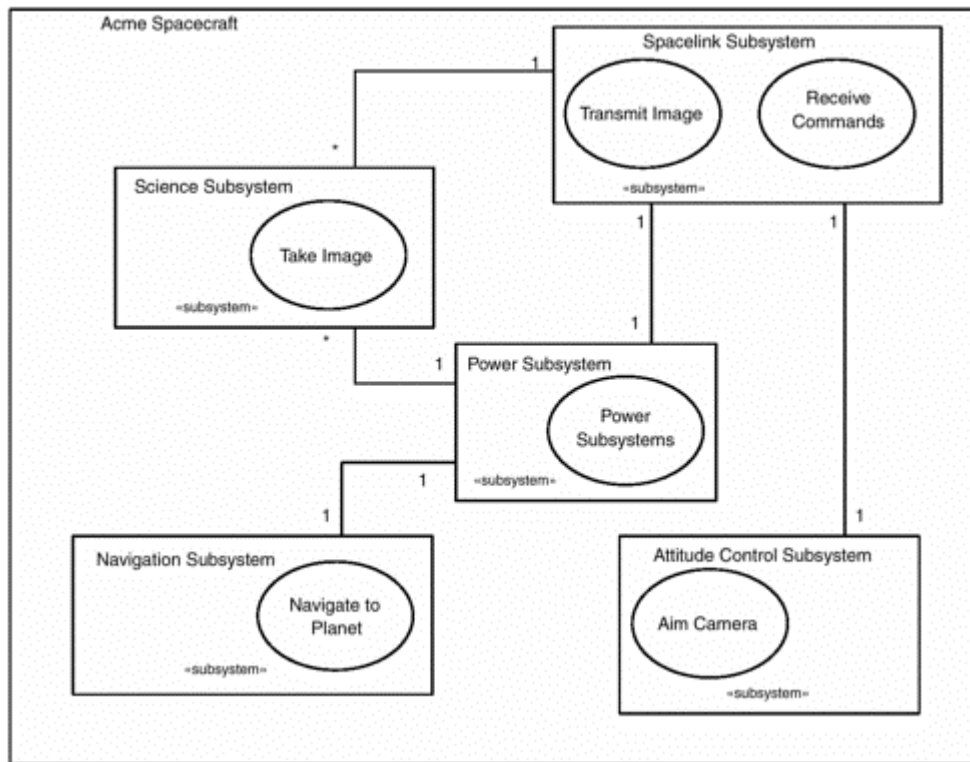 Acme Spacecraft
Spacelink Subsystem
1
Transmit Image
Receive
Commands
«subsystem»
*
Science Subsystem
Take Image
«subsystem»
1
1
*
1
1
Power Subsystem
Power
Subsystems
«subsystem»
1
1
1
Navigation Subsystem
Navigate to
Planet
«subsystem»
Attitude Control Subsystem
Aim Camera
«subsystem»